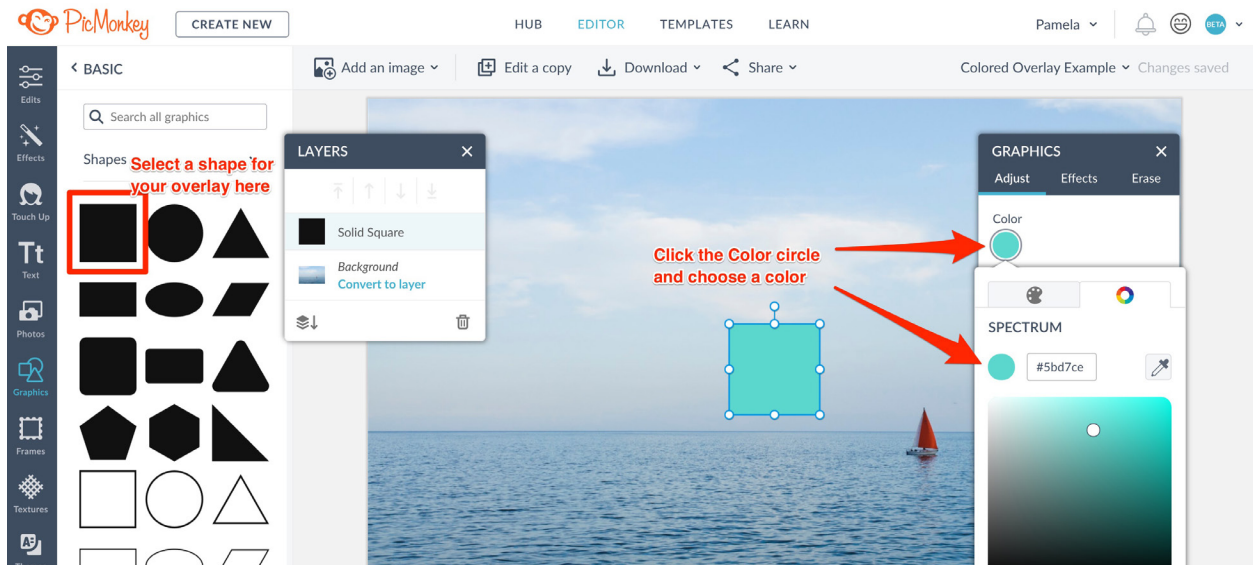 PicMonkey
CREATE NEW
HUB
EDITOR
TEMPLATES
LEARN
Pamela
BETA
BASIC
Add an image
Edit a copy
Download
Share
Colored Overlay Example
Changes saved
Edits
Effects
Touch Up
Tt
Text
Photos
Graphics
Frames
Textures
Search all graphics
Shapes
Select a shape for
your overlay here
LAYERS
Solid Square
Background
Convert to layer
Click the Color circle
and choose a color
GRAPHICS
Adjust
Effects
Erase
Color
SPECTRUM
#5bd7ce